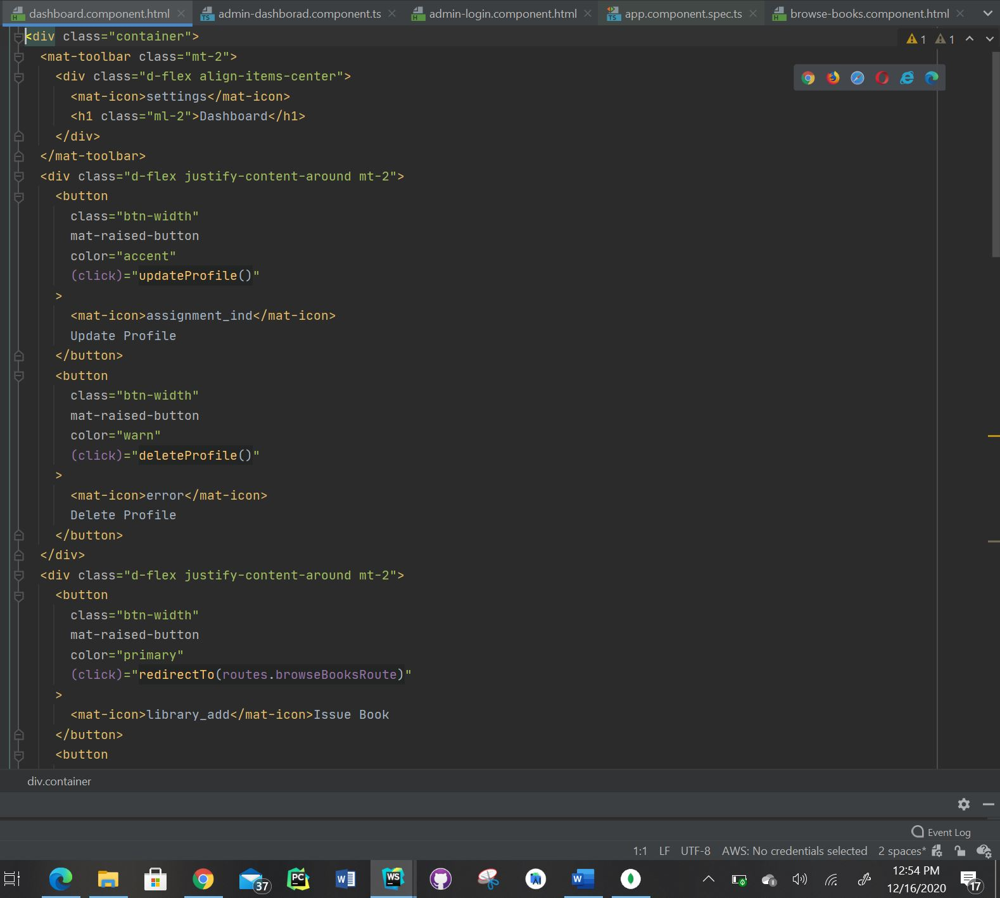 dashboard.component.html
admin-dashborad.component.ts
admin-login.component.html
app.component.spec.ts
browse-books.component.html
<div class="container">
1 1
<mat-toolbar class="mt-2">
<div class="d-flex align-items-center">
<mat-icon>settings</mat-icon>
<h1 class="ml-2">Dashboard</h1>
</div>
</mat-toolbar>
<div class="d-flex justify-content-around mt-2">
<button
class="btn-width"
mat-raised-button
color="accent"
(click)="updateProfile()"
>
<mat-icon>assignment_ind</mat-icon>
Update Profile
</button>
<button
class="btn-width"
mat-raised-button
color="warn"
(click)="deleteProfile()"
>
<mat-icon>error</mat-icon>
Delete Profile
</button>
</div>
<div class="d-flex justify-content-around mt-2">
<button
class="btn-width"
mat-raised-button
color="primary"
(click)="redirectTo(routes.browseBooksRoute)"
>
<mat-icon>library_add</mat-icon>Issue Book
</button>
<button
div.container
Event Log
1:1 LF UTF-8 AWS: No credentials selected 2 spaces*
37
PC
W
WS
W
12:54 PM
12/16/2020
17